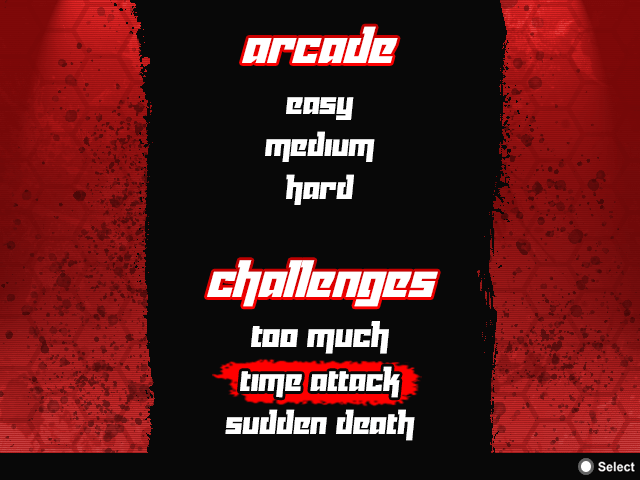 arcade
easy
medium
hard
challenges
too much
time attack
sudden death
Select